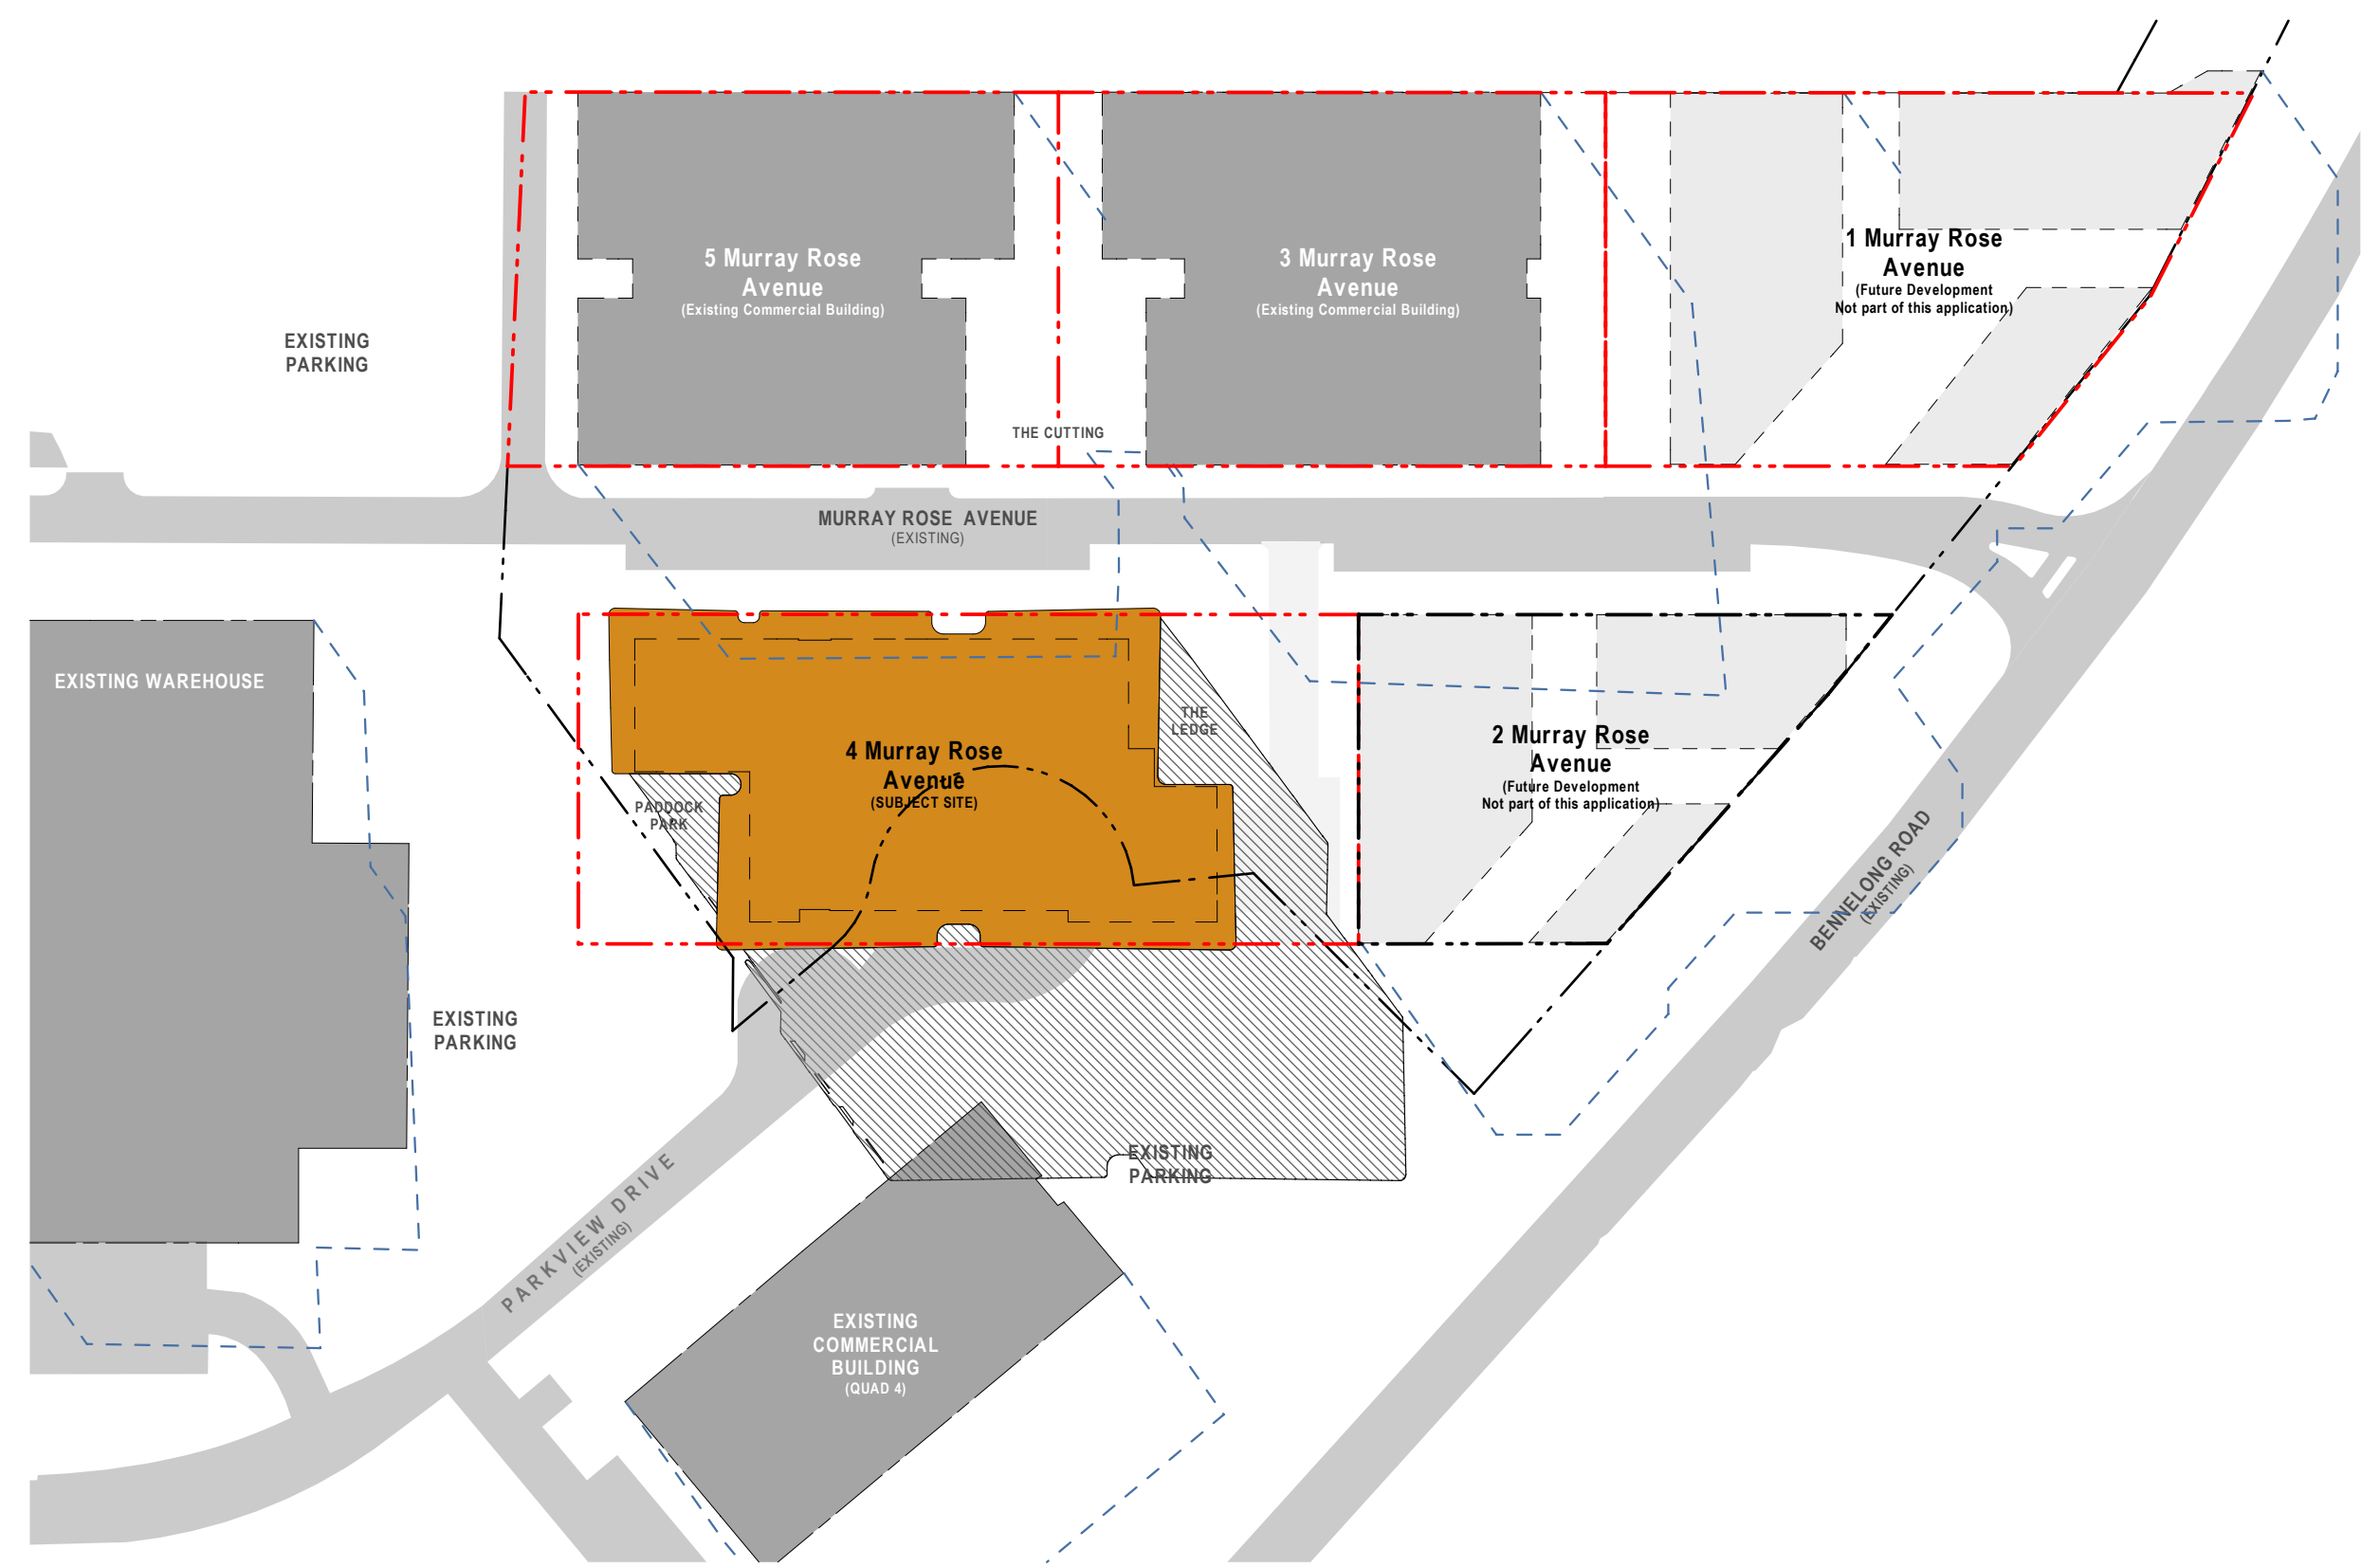 5 Murray Rose
Avenue
(Existing Commercial Building)
3 Murray Rose
Avenue
(Existing Commercial Building)
1 Murray Rose
Avenue
(Future Development
Not part of this application)
EXISTING
PARKING
THE CUTTING
MURRAY ROSE AVENUE
(EXISTING)
EXISTING WAREHOUSE
THE
LEDGE
4 Murray Rose
Avenue
(SUBJECT SITE)
PADDOCK
PARK
2 Murray Rose
Avenue
(Future Development
Not part of this application)
BENNELONG ROAD
(EXISTING)
EXISTING
PARKING
EXISTING
PARKING
PARKVIEW DRIVE
(EXISTING)
EXISTING
COMMERCIAL
BUILDING
(QUAD 4)